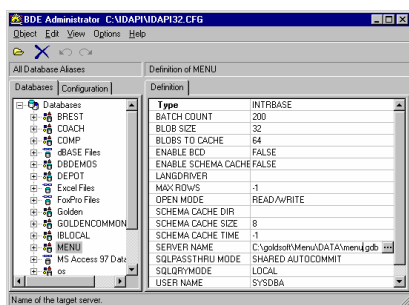 BDE Administrator C:\IDAPI\IDAPI32.CFG
Object Edit View Options Help
All Database Aliases
Definition of MENU
Databases Configuration
Definition
Databases
BREST
COACH
COMP
dBASE Files
DBDEMOS
DEPOT
Excel Files
FoxPro Files
Golden
GOLDENCOMMON
IBLOCAL
MENU
MS Access 97 Data
os
Type INTRBASE
BATCH COUNT 200
BLOB SIZE 32
BLOBS TO CACHE 64
ENABLE BCD FALSE
ENABLE SCHEMA CACHE FALSE
LANGDRIVER
MAX ROWS -1
OPEN MODE READ/WRITE
SCHEMA CACHE DIR
SCHEMA CACHE SIZE 8
SCHEMA CACHE TIME -1
SERVER NAME C:\goldsoft\Menu\DATA\menu.gdb ...
SQLPASSTHRU MODE SHARED AUTOCOMMIT
SQLQRYMODE LOCAL
USER NAME SYSDBA
Name of the target server.